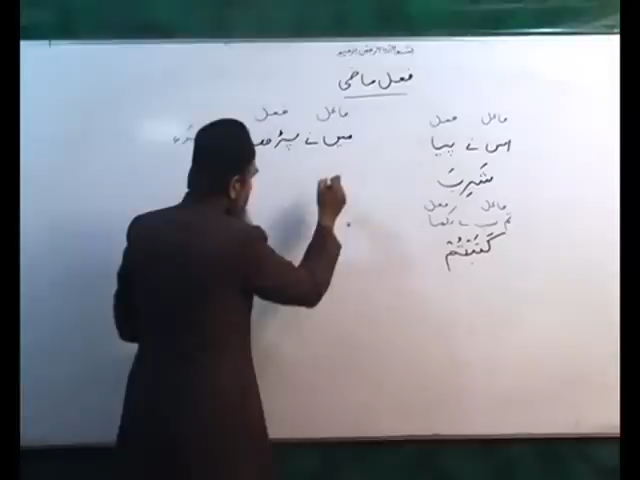 بسم اللہ الرحمن الرحیم
فعل ماضی
فاعل فعل
اس نے پیا
شَرِبَ
فاعل فعل
تم سب نے لکھا
كَتَبْتُمْ
فاعل فعل
میں نے